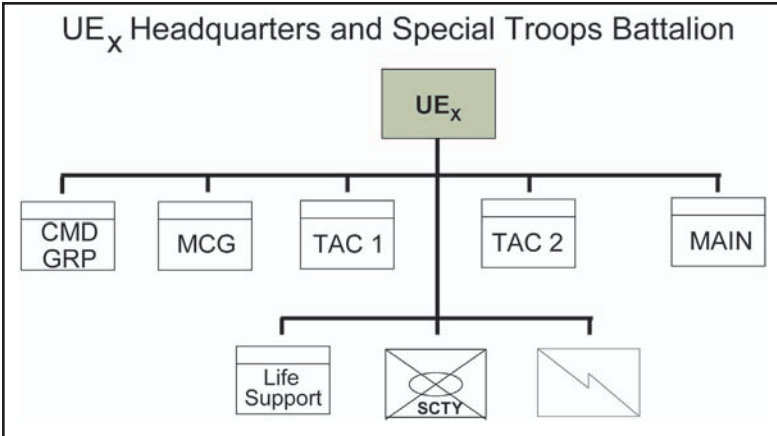 UEx Headquarters and Special Troops Battalion
UEx
CMD
GRP
MCG
TAC 1
TAC 2
MAIN
Life
Support
SCTY